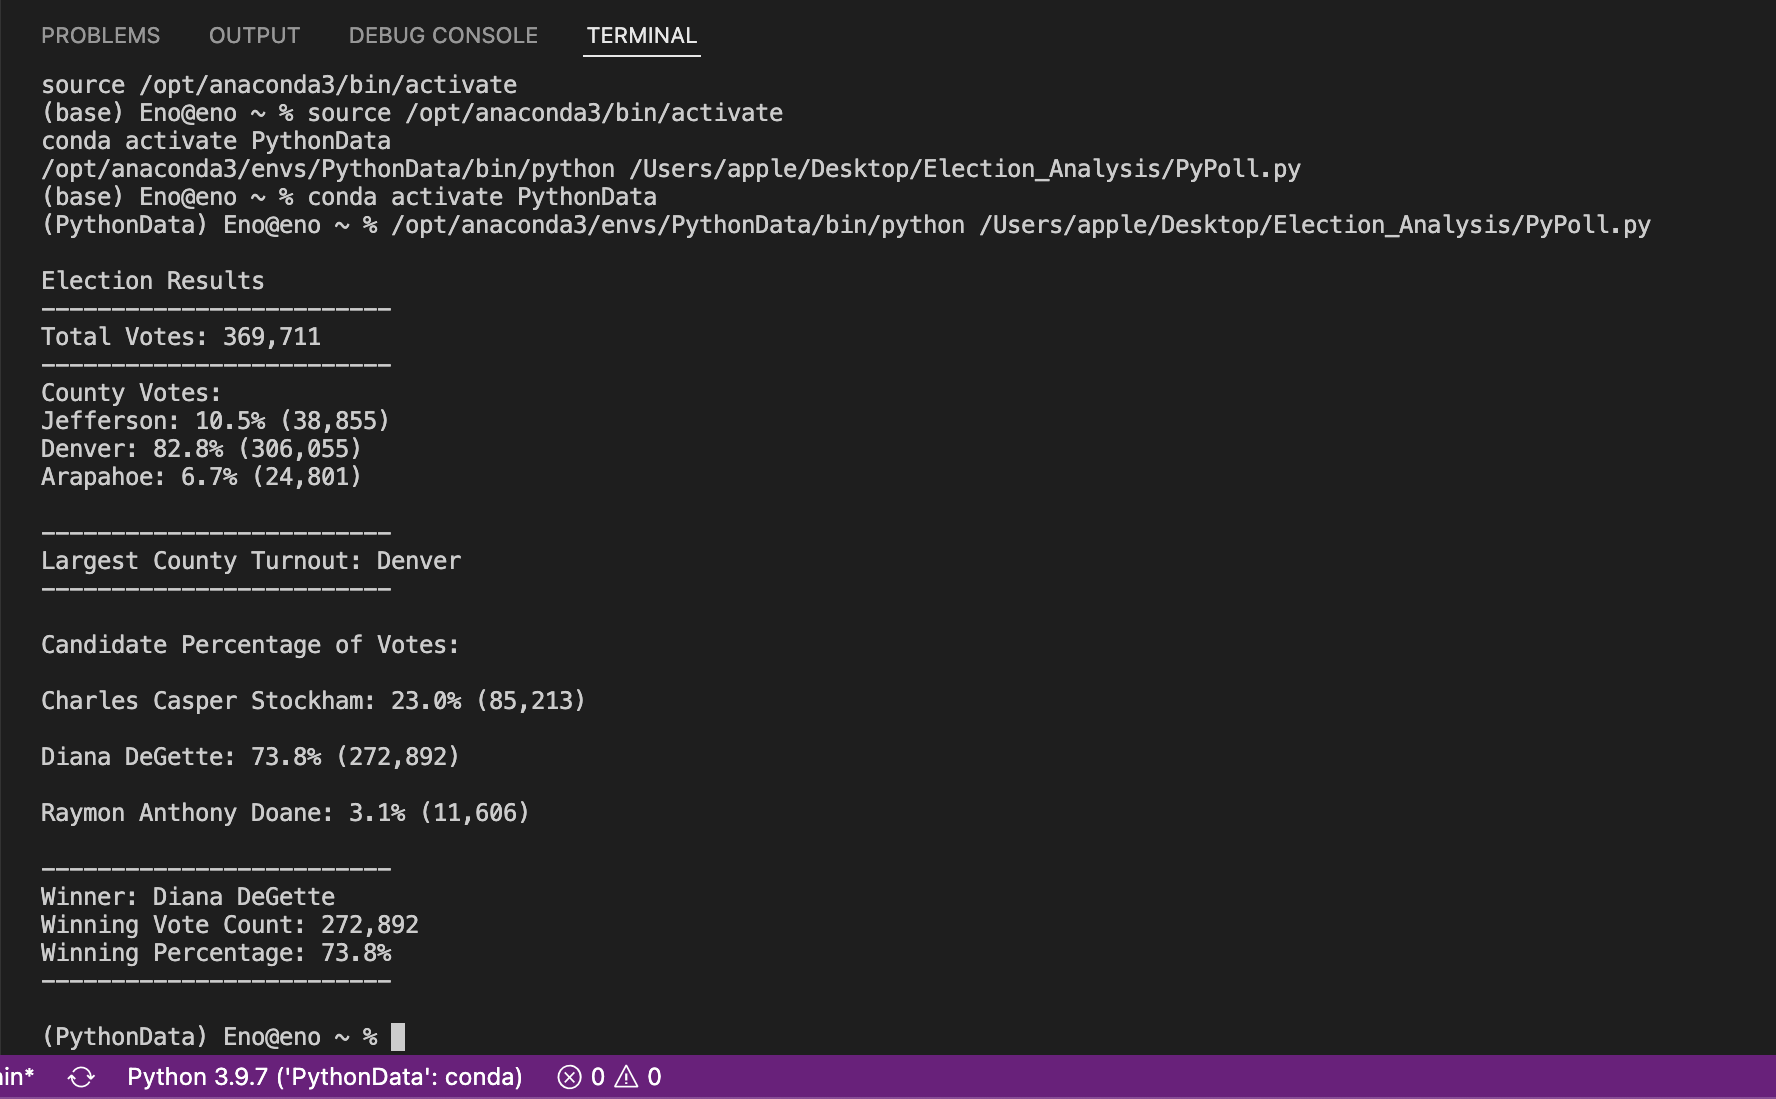 PROBLEMS OUTPUT DEBUG CONSOLE TERMINAL
source /opt/anaconda3/bin/activate
(base) Eno@eno ~ % source /opt/anaconda3/bin/activate
conda activate PythonData
/opt/anaconda3/envs/PythonData/bin/python /Users/apple/Desktop/Election_Analysis/PyPoll.py
(base) Eno@eno ~ % conda activate PythonData
(PythonData) Eno@eno ~ % /opt/anaconda3/envs/PythonData/bin/python /Users/apple/Desktop/Election_Analysis/PyPoll.py
Election Results
-------------------------
Total Votes: 369,711
-------------------------
County Votes:
Jefferson: 10.5% (38,855)
Denver: 82.8% (306,055)
Arapahoe: 6.7% (24,801)
-------------------------
Largest County Turnout: Denver
-------------------------
Candidate Percentage of Votes:
Charles Casper Stockham: 23.0% (85,213)
Diana DeGette: 73.8% (272,892)
Raymon Anthony Doane: 3.1% (11,606)
-------------------------
Winner: Diana DeGette
Winning Vote Count: 272,892
Winning Percentage: 73.8%
-------------------------
(PythonData) Eno@eno ~ %
in* Python 3.9.7 ('PythonData': conda) 0 0